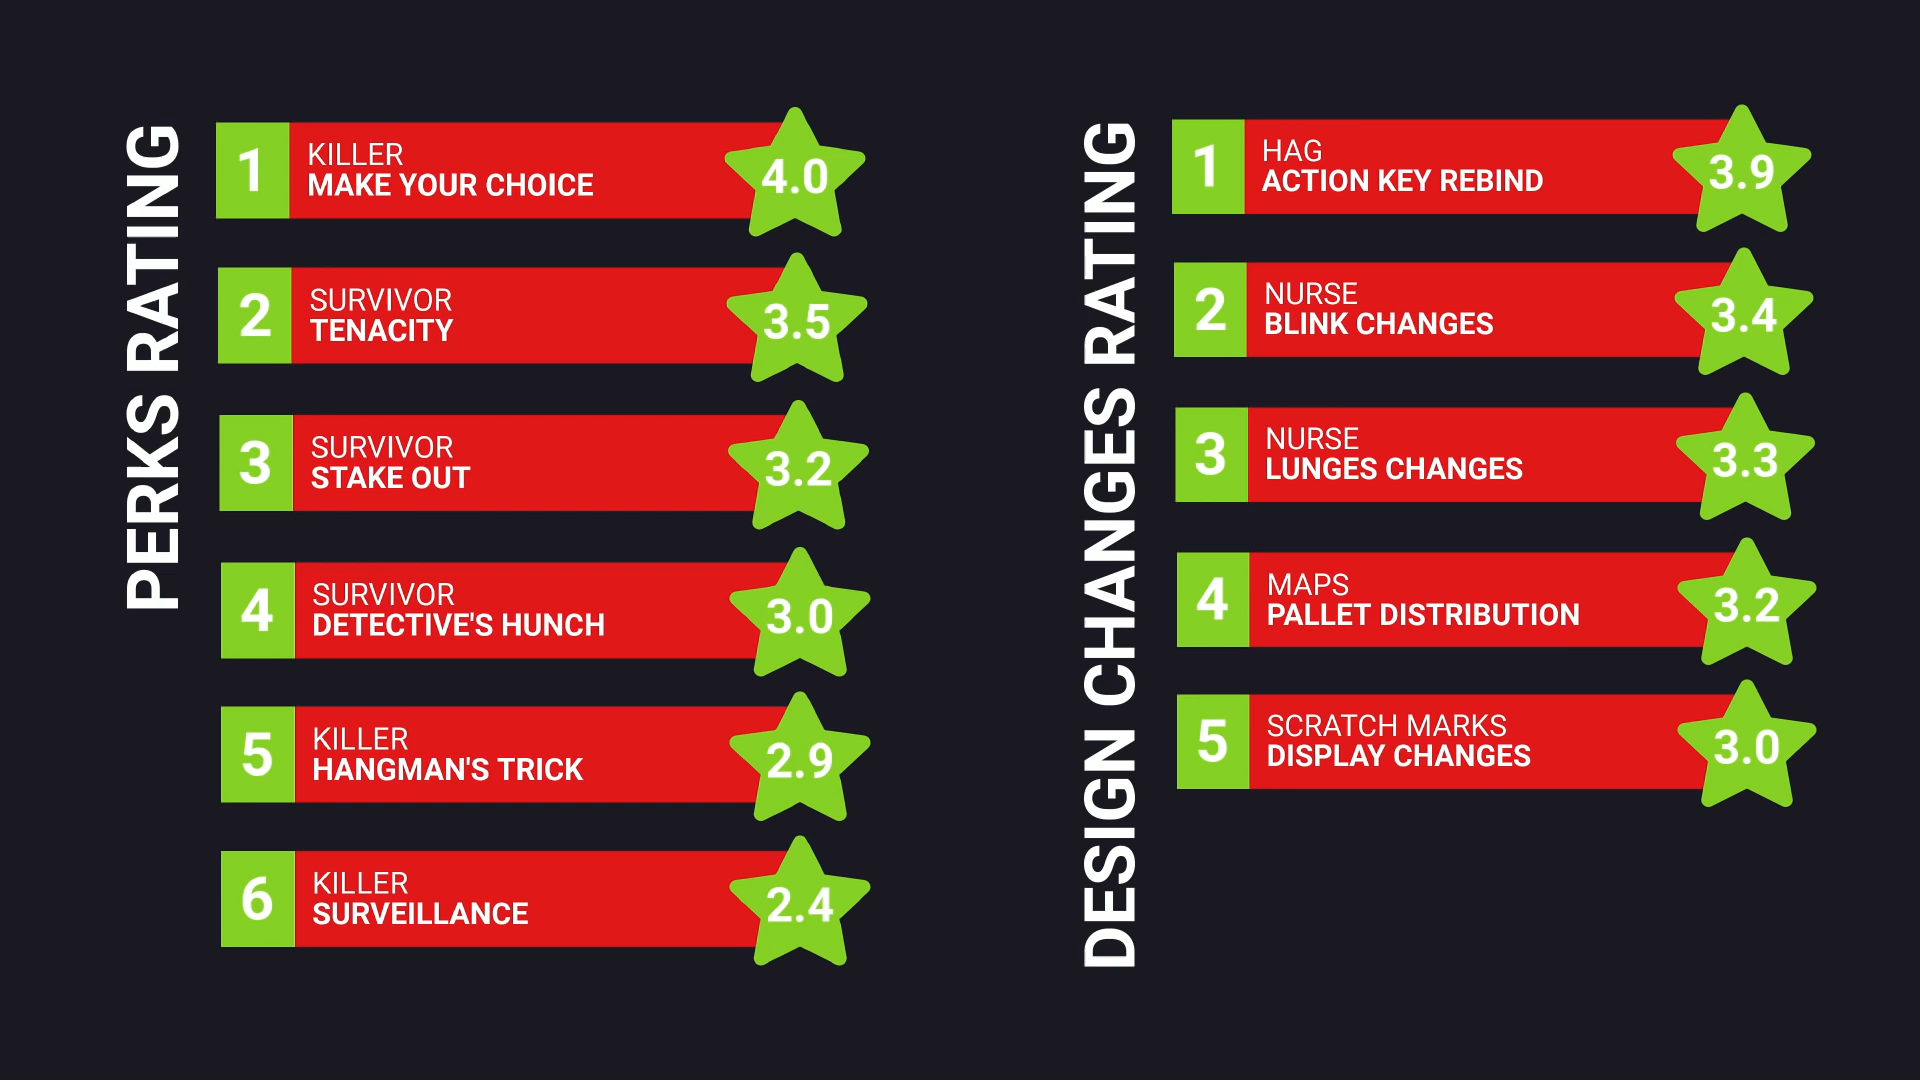 PERKS RATING
1
KILLER
MAKE YOUR CHOICE
4.0
2
SURVIVOR
TENACITY
3.5
3
SURVIVOR
STAKE OUT
3.2
4
SURVIVOR
DETECTIVE'S HUNCH
3.0
5
KILLER
HANGMAN'S TRICK
2.9
6
KILLER
SURVEILLANCE
2.4
DESIGN CHANGES RATING
1
HAG
ACTION KEY REBIND
3.9
2
NURSE
BLINK CHANGES
3.4
3
NURSE
LUNGES CHANGES
3.3
4
MAPS
PALLET DISTRIBUTION
3.2
5
SCRATCH MARKS
DISPLAY CHANGES
3.0